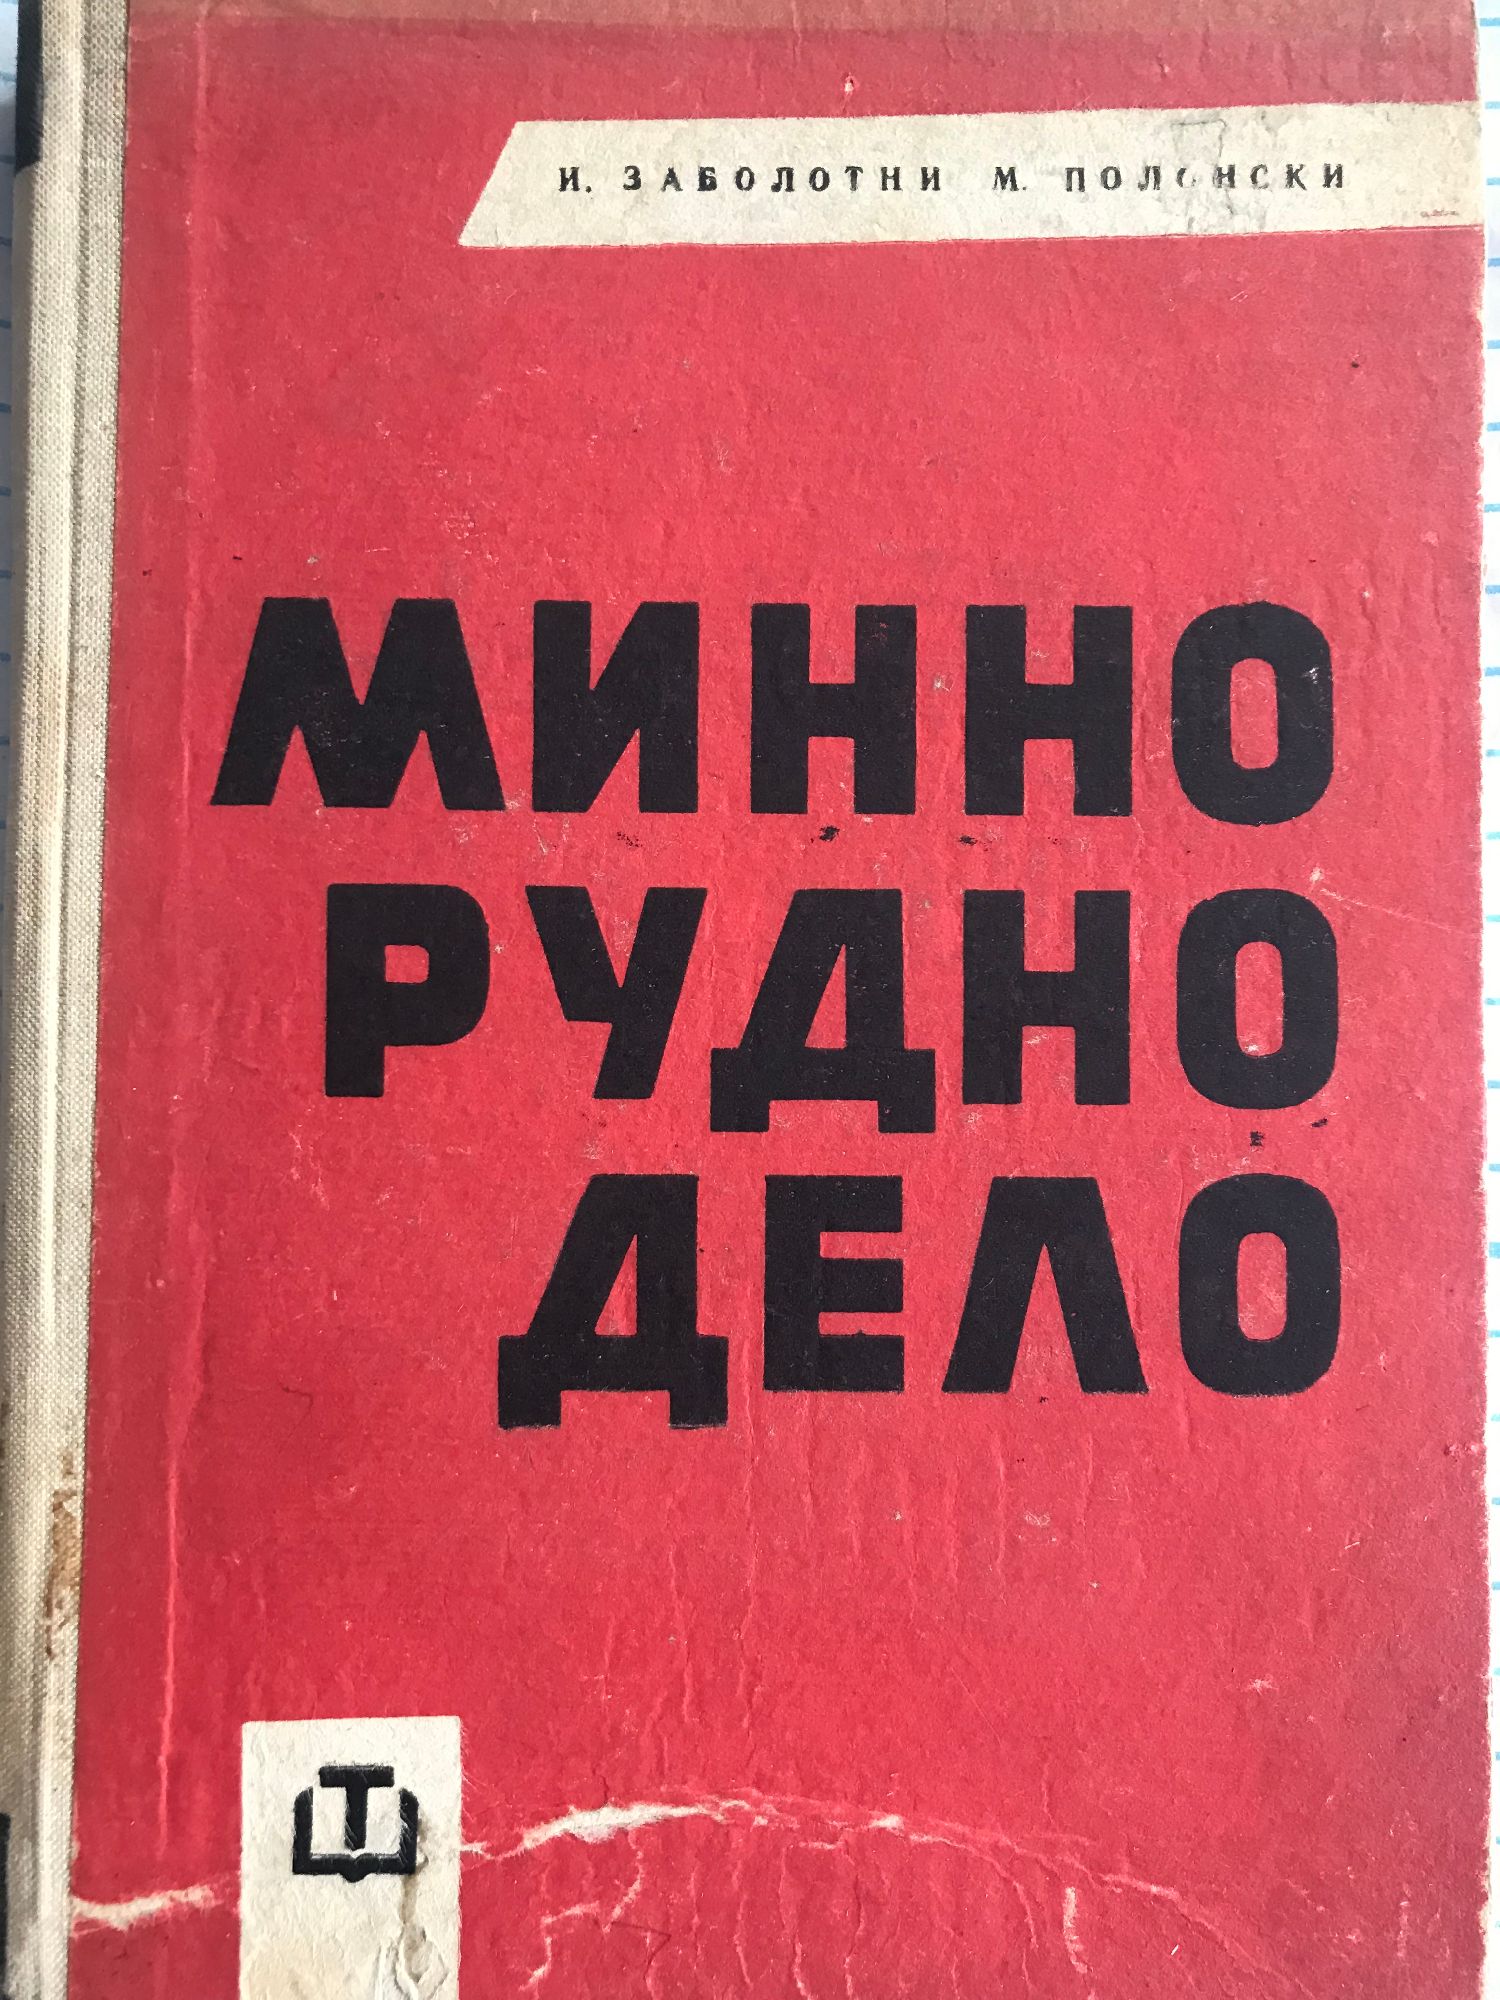 И. ЗАБОЛОТНИ М. ПОЛОНСКИ
МИННО
РУДНО
ДЕЛО
Т